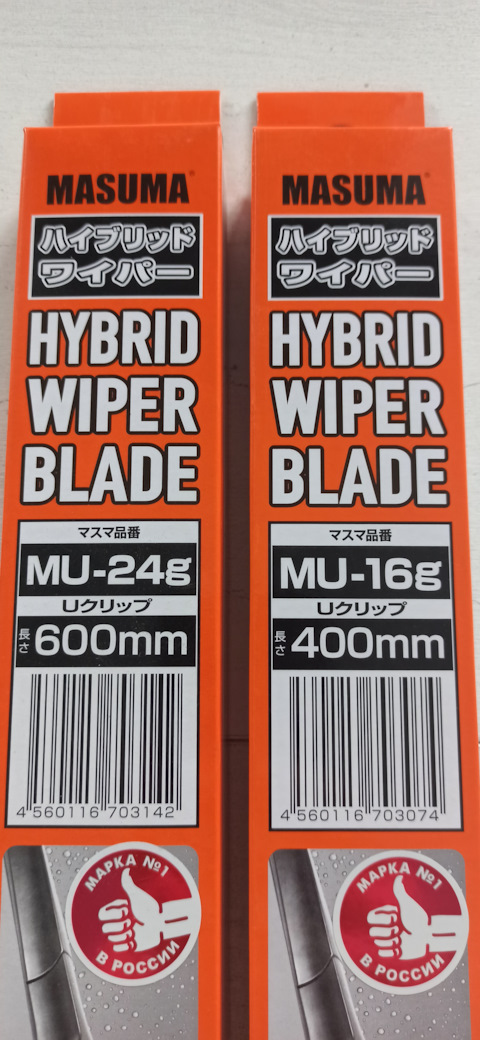 MASUMA
ハイブリッド
ワイパー
HYBRID
WIPER
BLADE
マスマ品番
MU-24g
Uクリップ
長さ 600mm
4 560116 703142
МАРКА №1
В РОССИИ
MASUMA
ハイブリッド
ワイパー
HYBRID
WIPER
BLADE
マスマ品番
MU-16g
Uクリップ
長さ 400mm
4 560116 703074
МАРКА №1
В РОССИИ